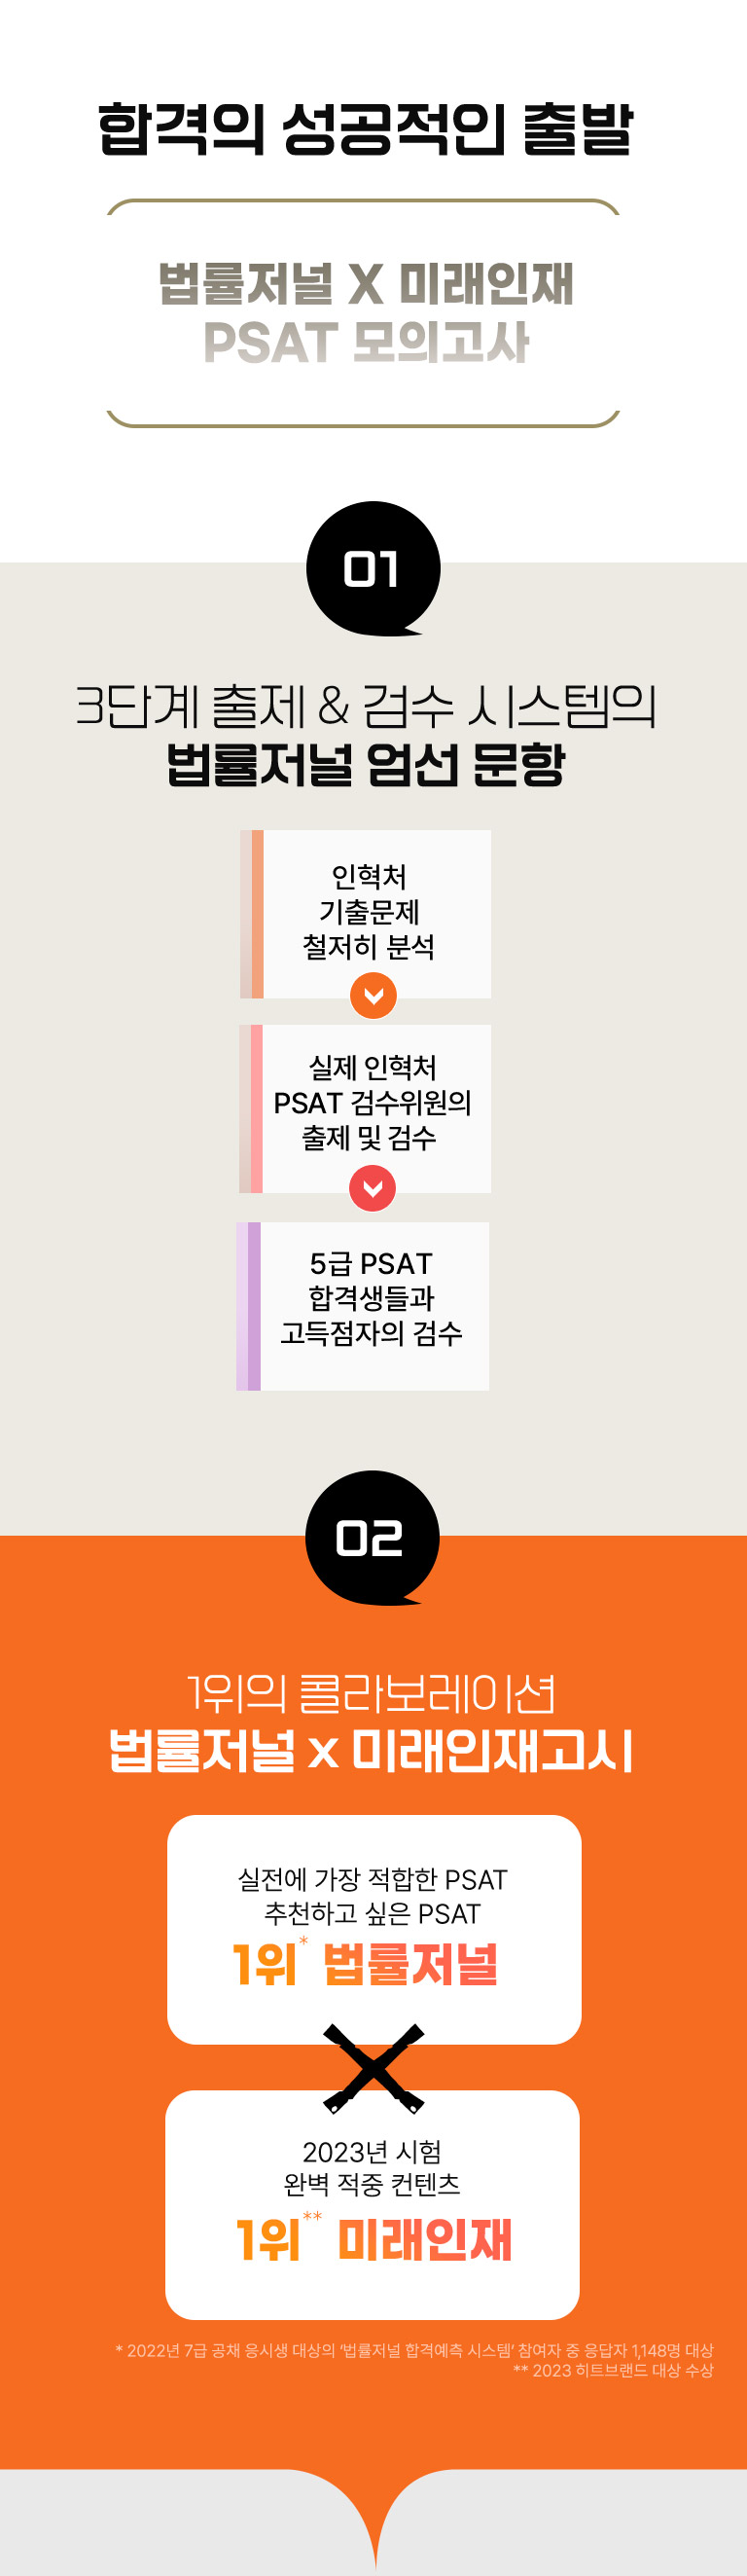 합격의 성공적인 출발
법률저널 X 미래인재
PSAT 모의고사
01
3단계 출제 & 검수 시스템의
법률저널 엄선 문항
인혁처
기출문제
철저히 분석
실제 인혁처
PSAT 검수위원의
출제 및 검수
5급 PSAT
합격생들과
고득점자의 검수
02
1위의 콜라보레이션
법률저널 x 미래인재고시
실전에 가장 적합한 PSAT
추천하고 싶은 PSAT
1위* 법률저널
2023년 시험
완벽 적중 컨텐츠
1위** 미래인재
* 2022년 7급 공채 응시생 대상의 '법률저널 합격예측 시스템' 참여자 중 응답자 1,148명 대상
** 2023 히트브랜드 대상 수상